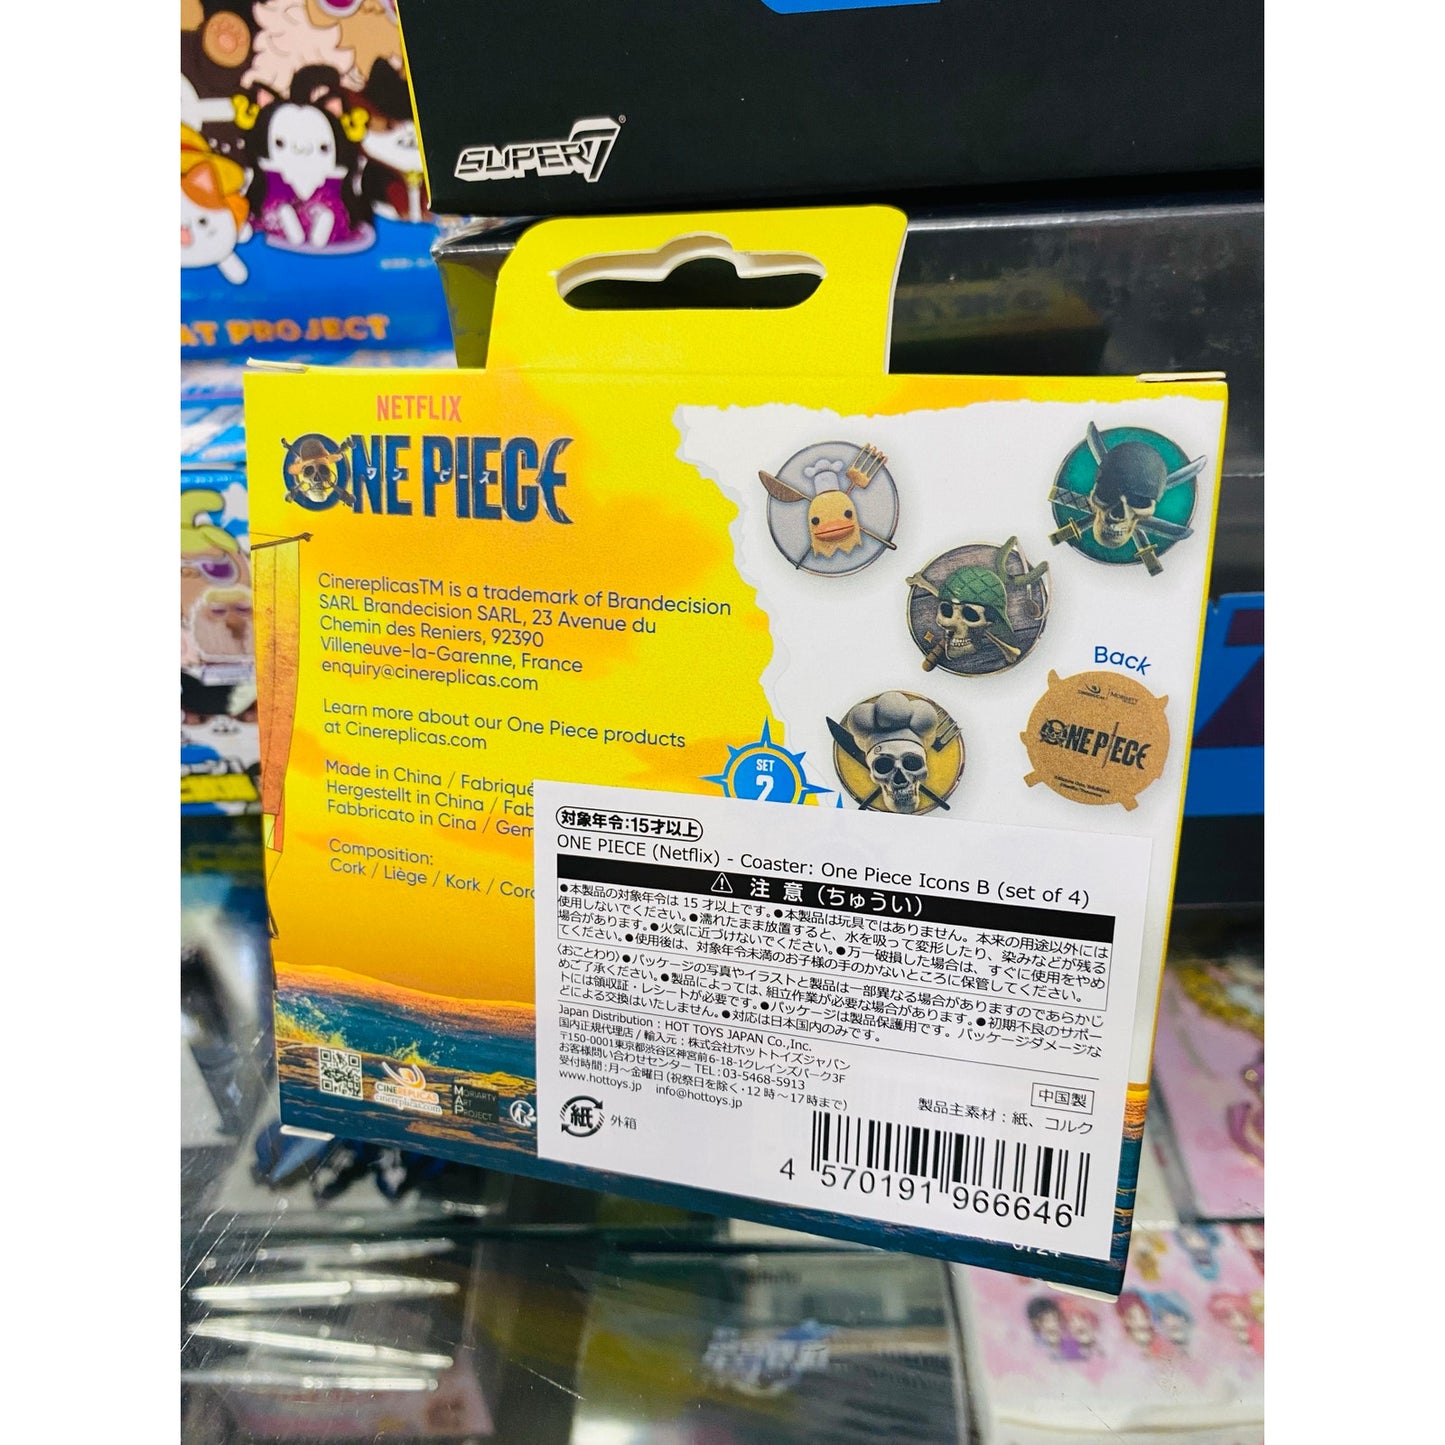 SUPER7
AT PROJECT
NETFLIX
ONE PIECE
ワンピース
CinereplicasTM is a trademark of Brandecision
SARL Brandecision SARL, 23 Avenue du
Chemin des Reniers, 92390
Villeneuve-la-Garenne, France
enquiry@cinereplicas.com
Learn more about our One Piece products
at Cinereplicas.com
Made in China / Fabriqué
Hergestellt in China / Fab
Fabbricato in Cina / Gem
Composition:
Cork / Liège / Kork / Corc
SET
2
Back
ONE PIECE
CINEREPLICAS
cinereplicas.com
MORIARTY
ART
PROJECT
対象年令:15才以上
ONE PIECE (Netflix) - Coaster: One Piece Icons B (set of 4)
⚠ 注 意 (ちゅうい)
●本製品の対象年令は 15 才以上です。●本製品は玩具ではありません。本来の用途以外には
使用しないでください。●濡れたまま放置すると、水を吸って変形したり、染みなどが残る
場合があります。●火気に近づけないでください。●万一破損した場合は、すぐに使用をやめ
てください。●使用後は、対象年令未満のお子様の手のかないところに保管してください。
〈おことわり〉●パッケージの写真やイラストと製品は一部異なる場合がありますのであらかじ
めご了承ください。●製品によっては、組立作業が必要な場合があります。●初期不良のサポー
トには領収証・レシートが必要です。●パッケージは製品保護用です。パッケージダメージな
どによる交換はいたしません。●対応は日本国内のみです。
Japan Distribution : HOT TOYS JAPAN Co.,Inc.
国内正規代理店 / 輸入元 : 株式会社ホットトイズジャパン
〒150-0001東京都渋谷区神宮前6-18-1クレインズパーク3F
お客様問い合わせセンター TEL : 03-5468-5913
受付時間 : 月〜金曜日 (祝祭日を除く・12時〜17時まで)
www.hottoys.jp info@hottoys.jp
中国製
製品主素材 : 紙、コルク
紙 外箱
4 570191 966646